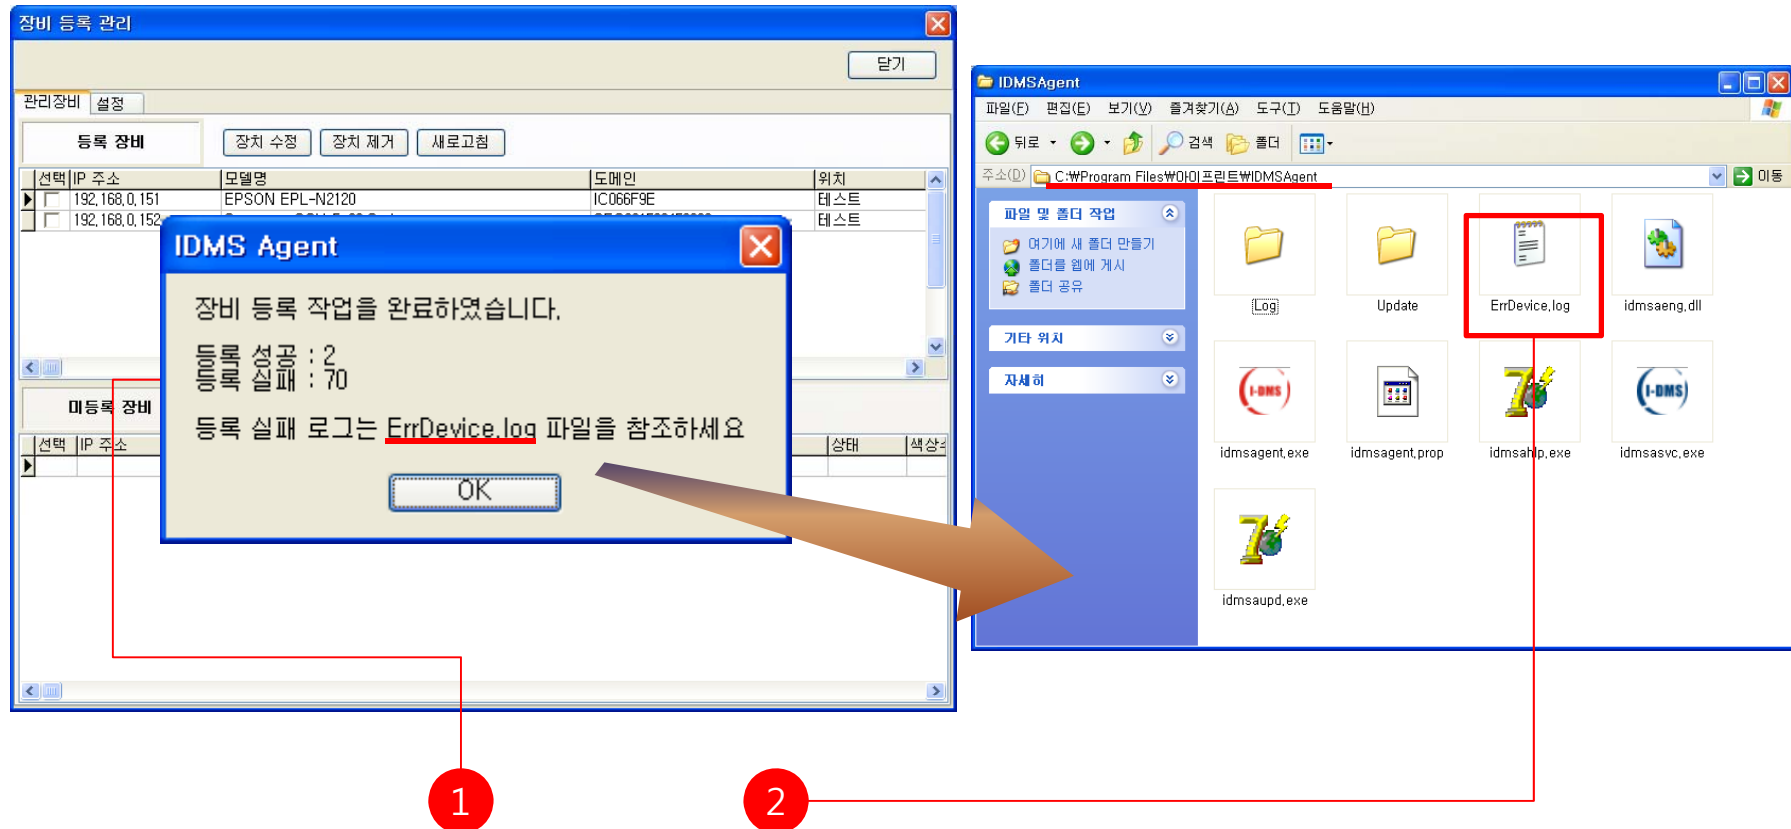 장비 등록 관리
닫기
관리장비 설정
등록 장비 장치 수정 장치 제거 새로고침
선택 IP 주소 모델명 도메인 위치
192,168,0,151 EPSON EPL-N2120 IC066F9E 테스트
192,168,0,152 테스트
IDMS Agent
장비 등록 작업을 완료하였습니다.
등록 성공 : 2
등록 실패 : 70
등록 실패 로그는 ErrDevice.log 파일을 참조하세요
OK
미등록 장비
선택 IP 주소 상태 색상
IDMSAgent
파일(F) 편집(E) 보기(V) 즐겨찾기(A) 도구(T) 도움말(H)
뒤로 검색 폴더
주소(D) C:₩Program Files₩아이프린트₩IDMSAgent 이동
파일 및 폴더 작업
여기에 새 폴더 만들기
폴더를 웹에 게시
폴더 공유
기타 위치
자세히
Log Update ErrDevice,log idmsaeng,dll
I-DMS 7 I-DMS
idmsagent,exe idmsagent,prop idmsahlp,exe idmsasvc,exe
7
idmsaupd,exe
1 2